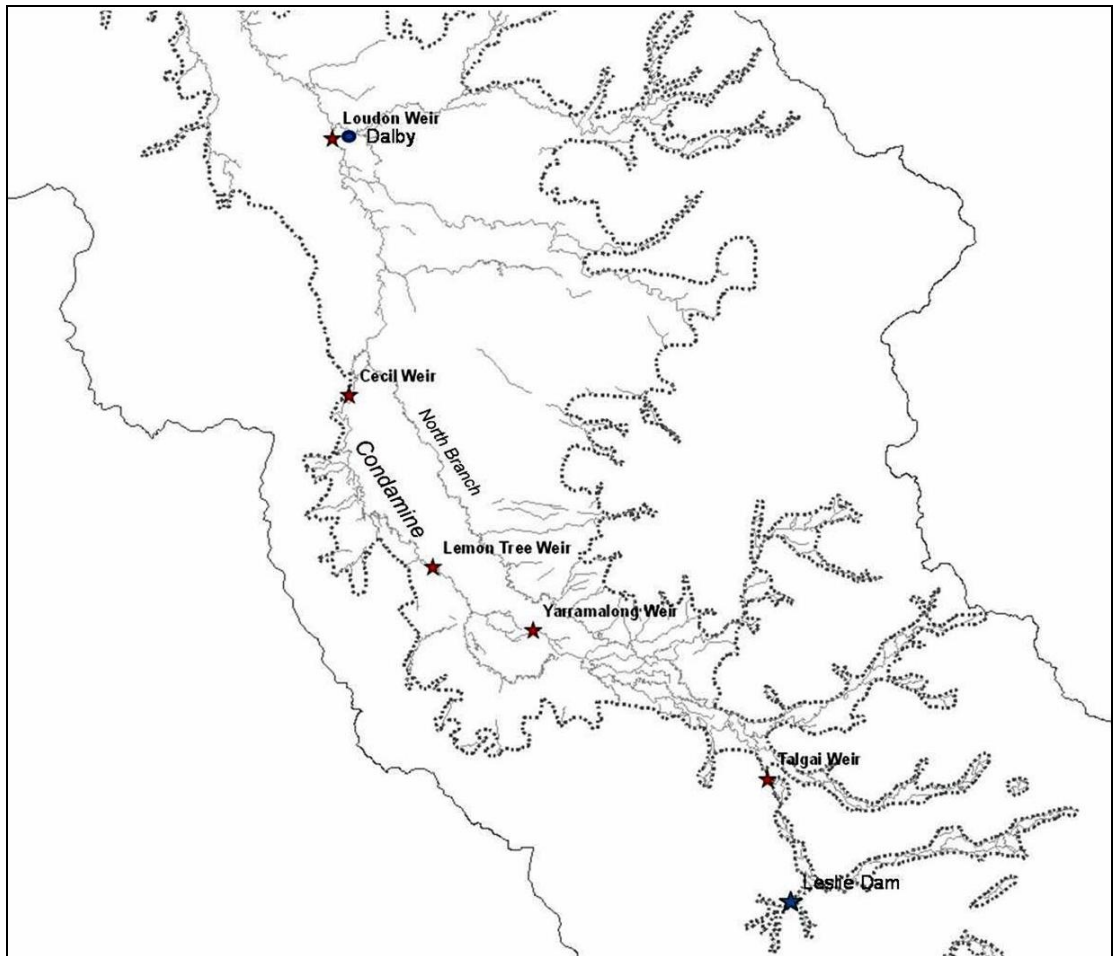 Loudon Weir
Dalby
Cecil Weir
North Branch
Condamine
Lemon Tree Weir
Yarramalong Weir
Talgai Weir
Leslie Dam